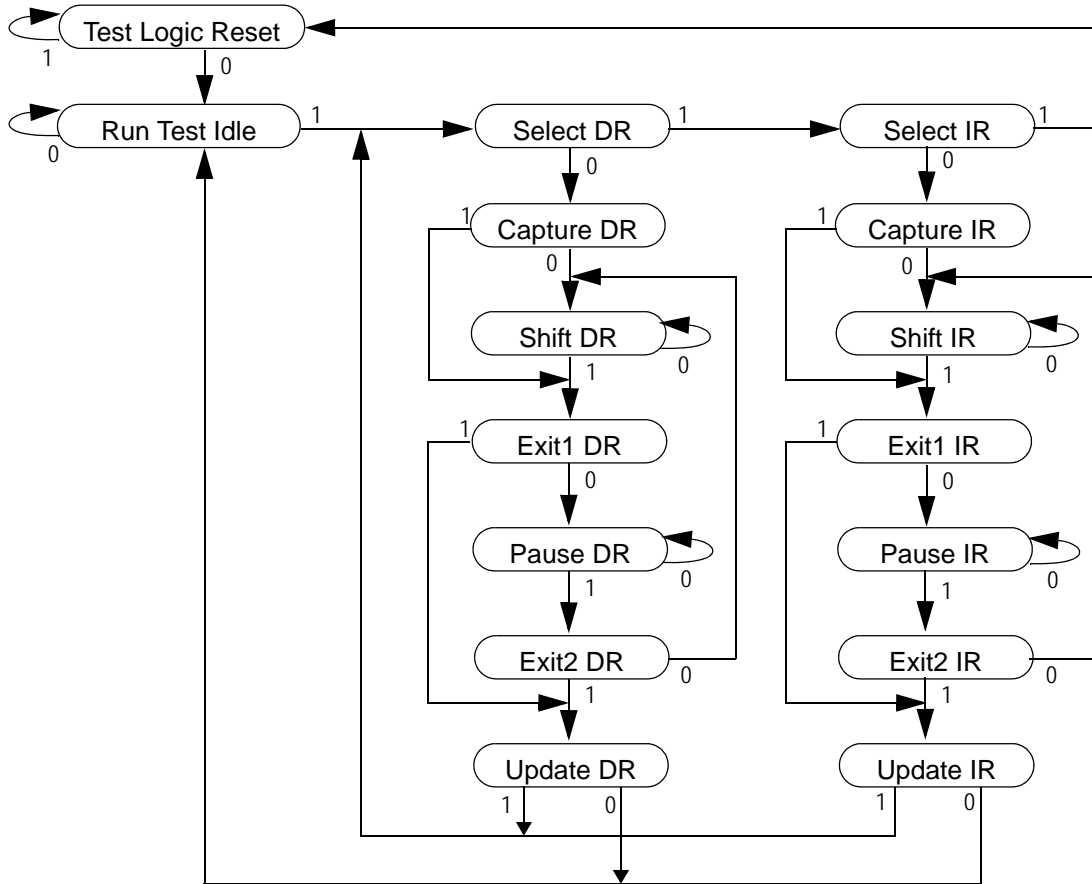 Test Logic Reset
1
0
Run Test Idle
1
Select DR
1
Select IR
1
0
0
0
1
Capture DR
1
Capture IR
0
0
Shift DR
Shift IR
0
0
1
1
1
Exit1 DR
1
Exit1 IR
0
0
Pause DR
Pause IR
0
0
1
1
Exit2 DR
Exit2 IR
0
0
1
1
Update DR
Update IR
1
0
1
0